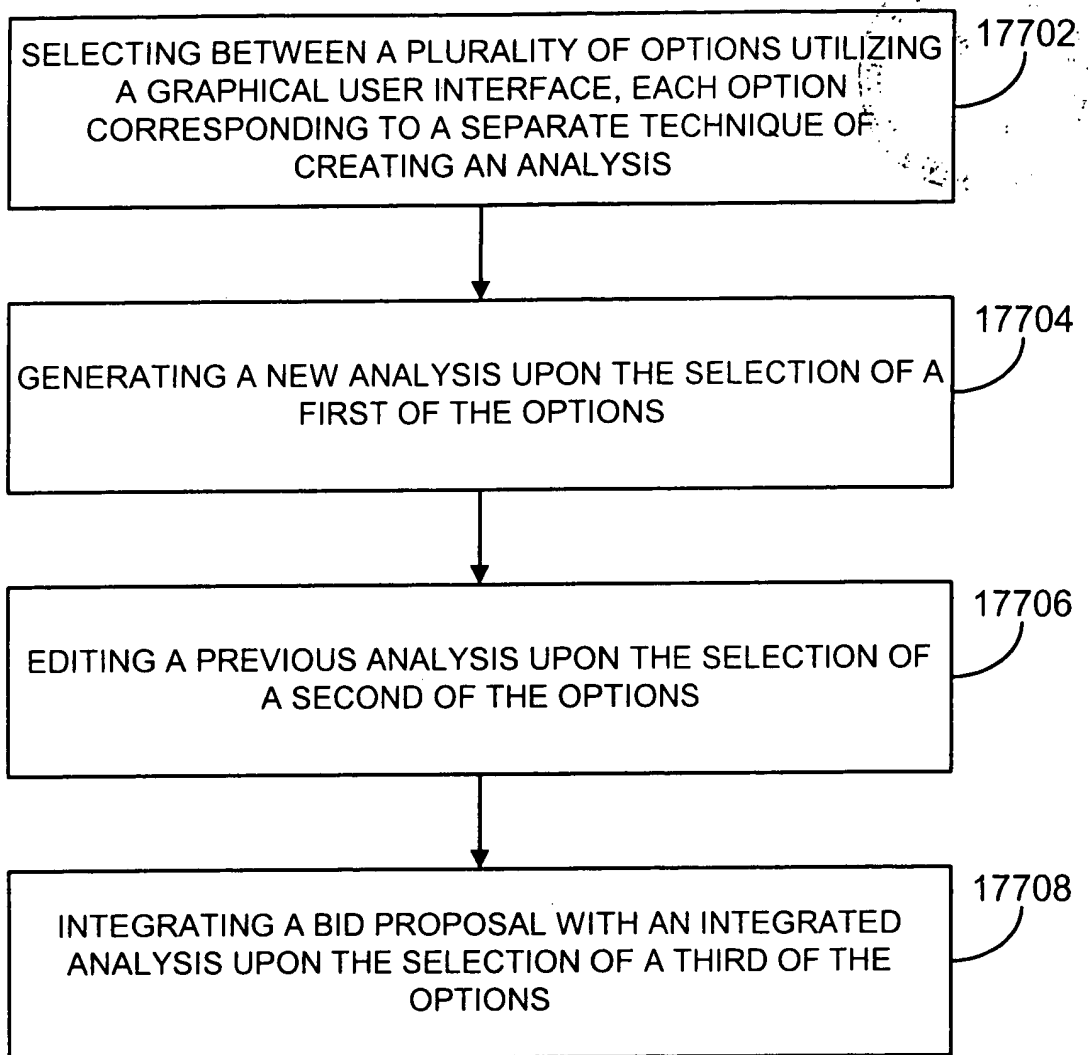 SELECTING BETWEEN A PLURALITY OF OPTIONS UTILIZING
A GRAPHICAL USER INTERFACE, EACH OPTION
CORRESPONDING TO A SEPARATE TECHNIQUE OF
CREATING AN ANALYSIS
17702
GENERATING A NEW ANALYSIS UPON THE SELECTION OF A
FIRST OF THE OPTIONS
17704
EDITING A PREVIOUS ANALYSIS UPON THE SELECTION OF
A SECOND OF THE OPTIONS
17706
INTEGRATING A BID PROPOSAL WITH AN INTEGRATED
ANALYSIS UPON THE SELECTION OF A THIRD OF THE
OPTIONS
17708